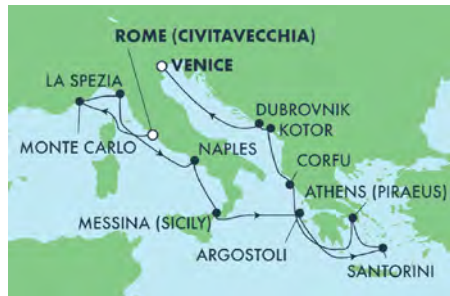 ROME (CIVITAVECCHIA)
VENICE
LA SPEZIA
DUBROVNIK
KOTOR
MONTE CARLO
NAPLES
CORFU
ATHENS (PIRAEUS)
MESSINA (SICILY)
ARGOSTOLI
SANTORINI